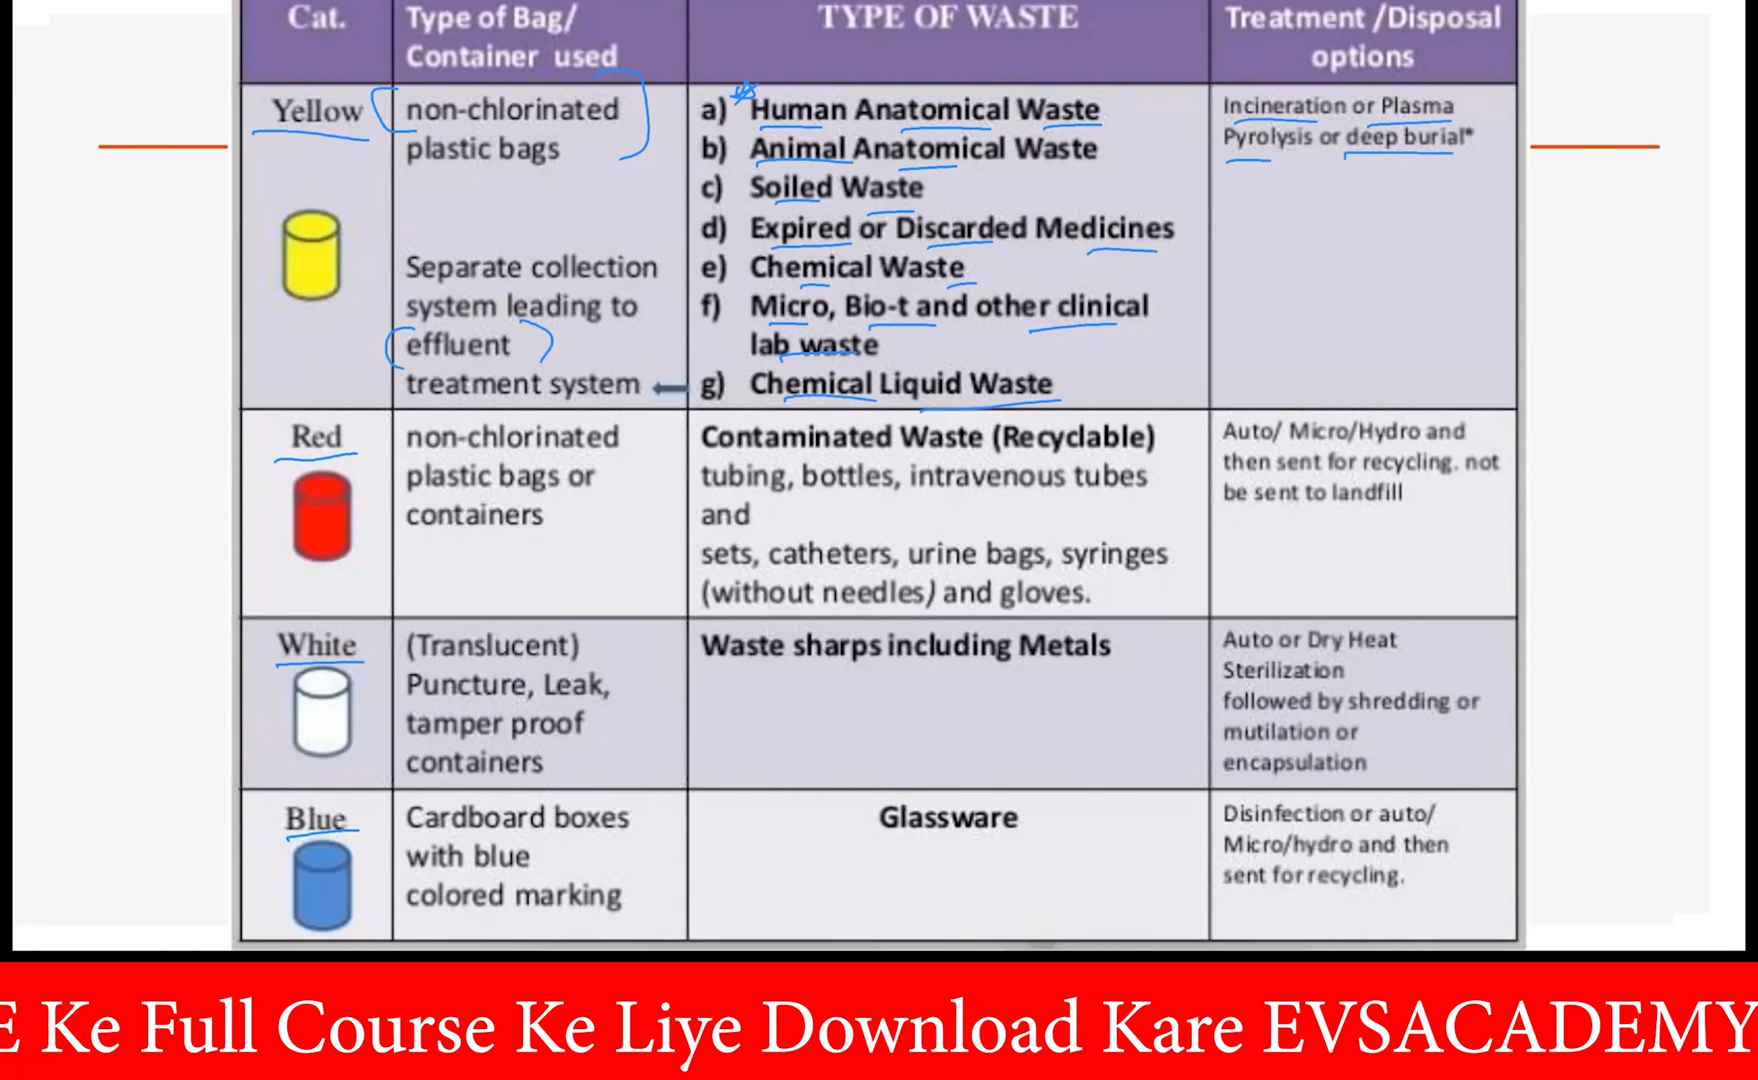 Cat.
Type of Bag/
Container used
TYPE OF WASTE
Treatment /Disposal
options
Yellow
non-chlorinated
plastic bags
Separate collection
system leading to
effluent
treatment system
a) Human Anatomical Waste
b) Animal Anatomical Waste
c) Soiled Waste
d) Expired or Discarded Medicines
e) Chemical Waste
f) Micro, Bio-t and other clinical
lab waste
g) Chemical Liquid Waste
Incineration or Plasma
Pyrolysis or deep burial*
Red
non-chlorinated
plastic bags or
containers
Contaminated Waste (Recyclable)
tubing, bottles, intravenous tubes
and
sets, catheters, urine bags, syringes
(without needles) and gloves.
Auto/ Micro/Hydro and
then sent for recycling. not
be sent to landfill
White
(Translucent)
Puncture, Leak,
tamper proof
containers
Waste sharps including Metals
Auto or Dry Heat
Sterilization
followed by shredding or
mutilation or
encapsulation
Blue
Cardboard boxes
with blue
colored marking
Glassware
Disinfection or auto/
Micro/hydro and then
sent for recycling.
E Ke Full Course Ke Liye Download Kare EVSACADEMY